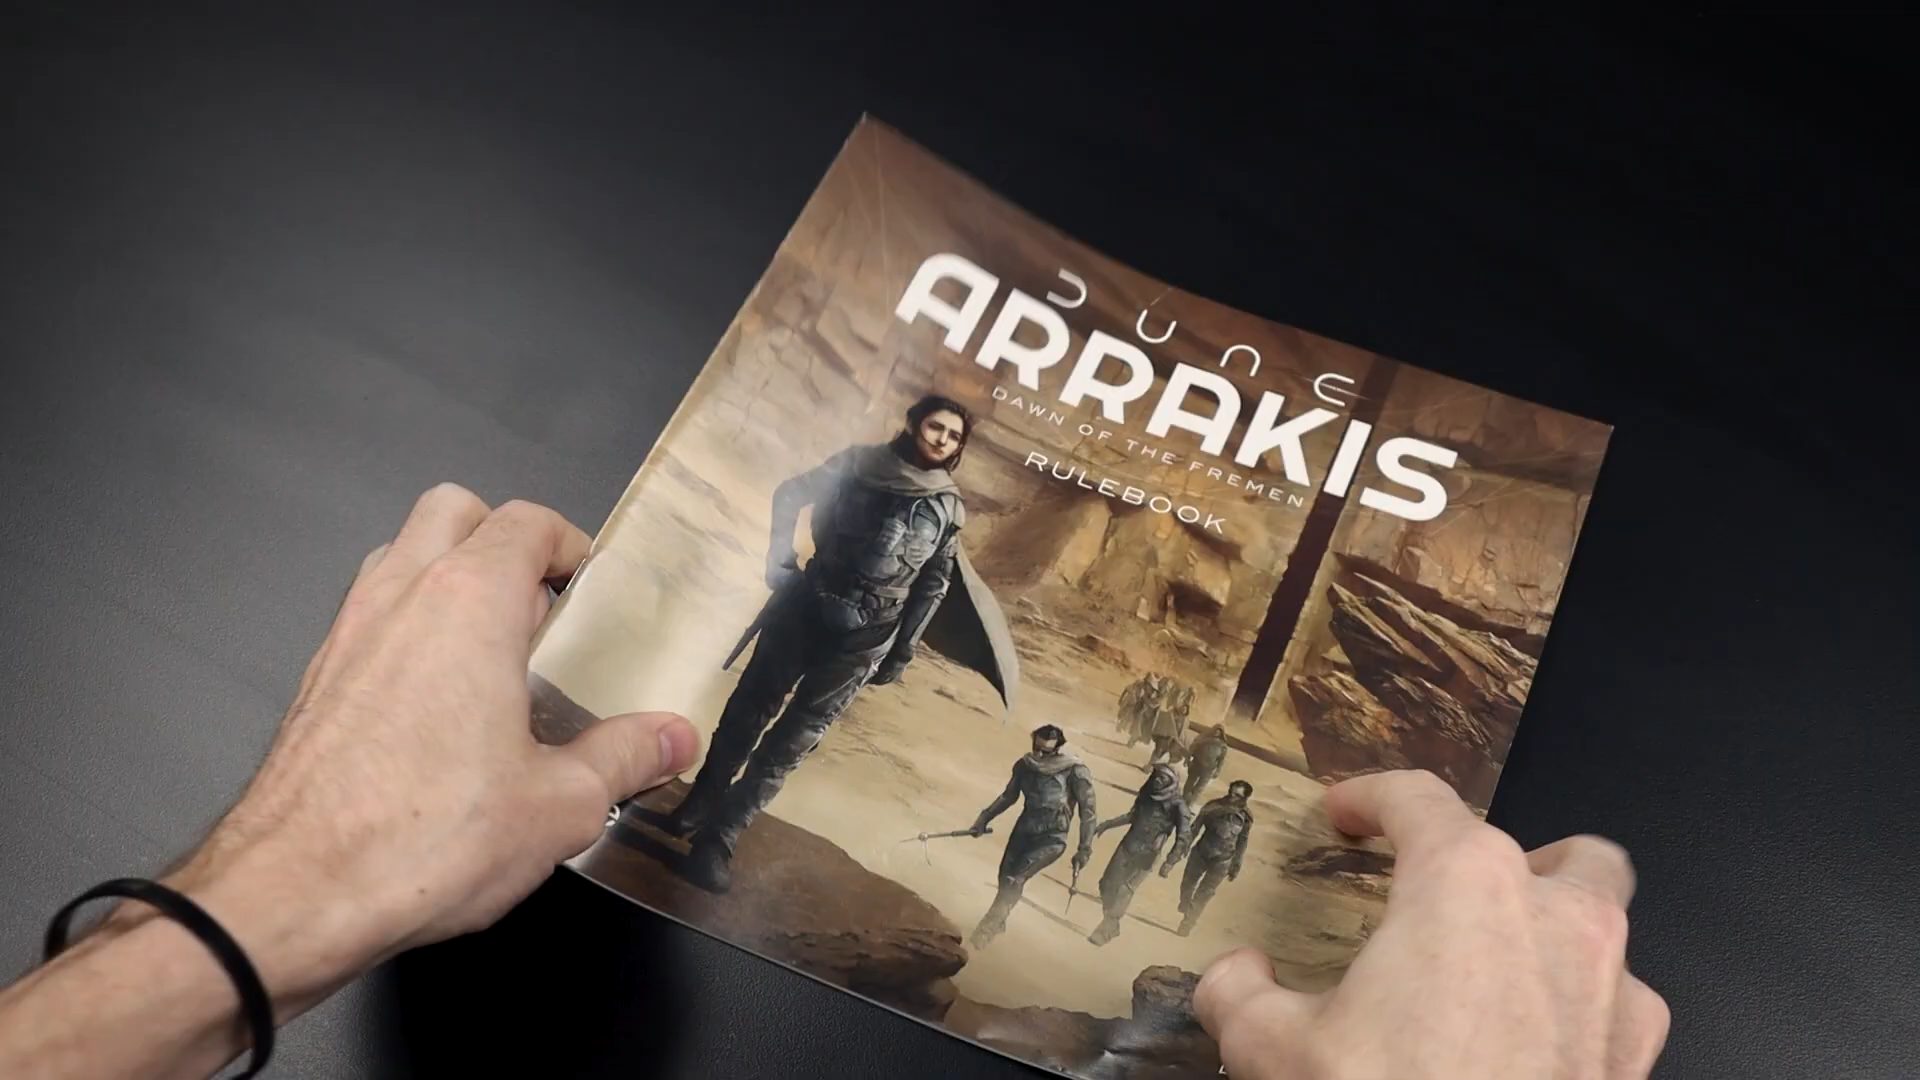 DUNE
ARRAKIS
DAWN OF THE FREMEN
RULEBOOK